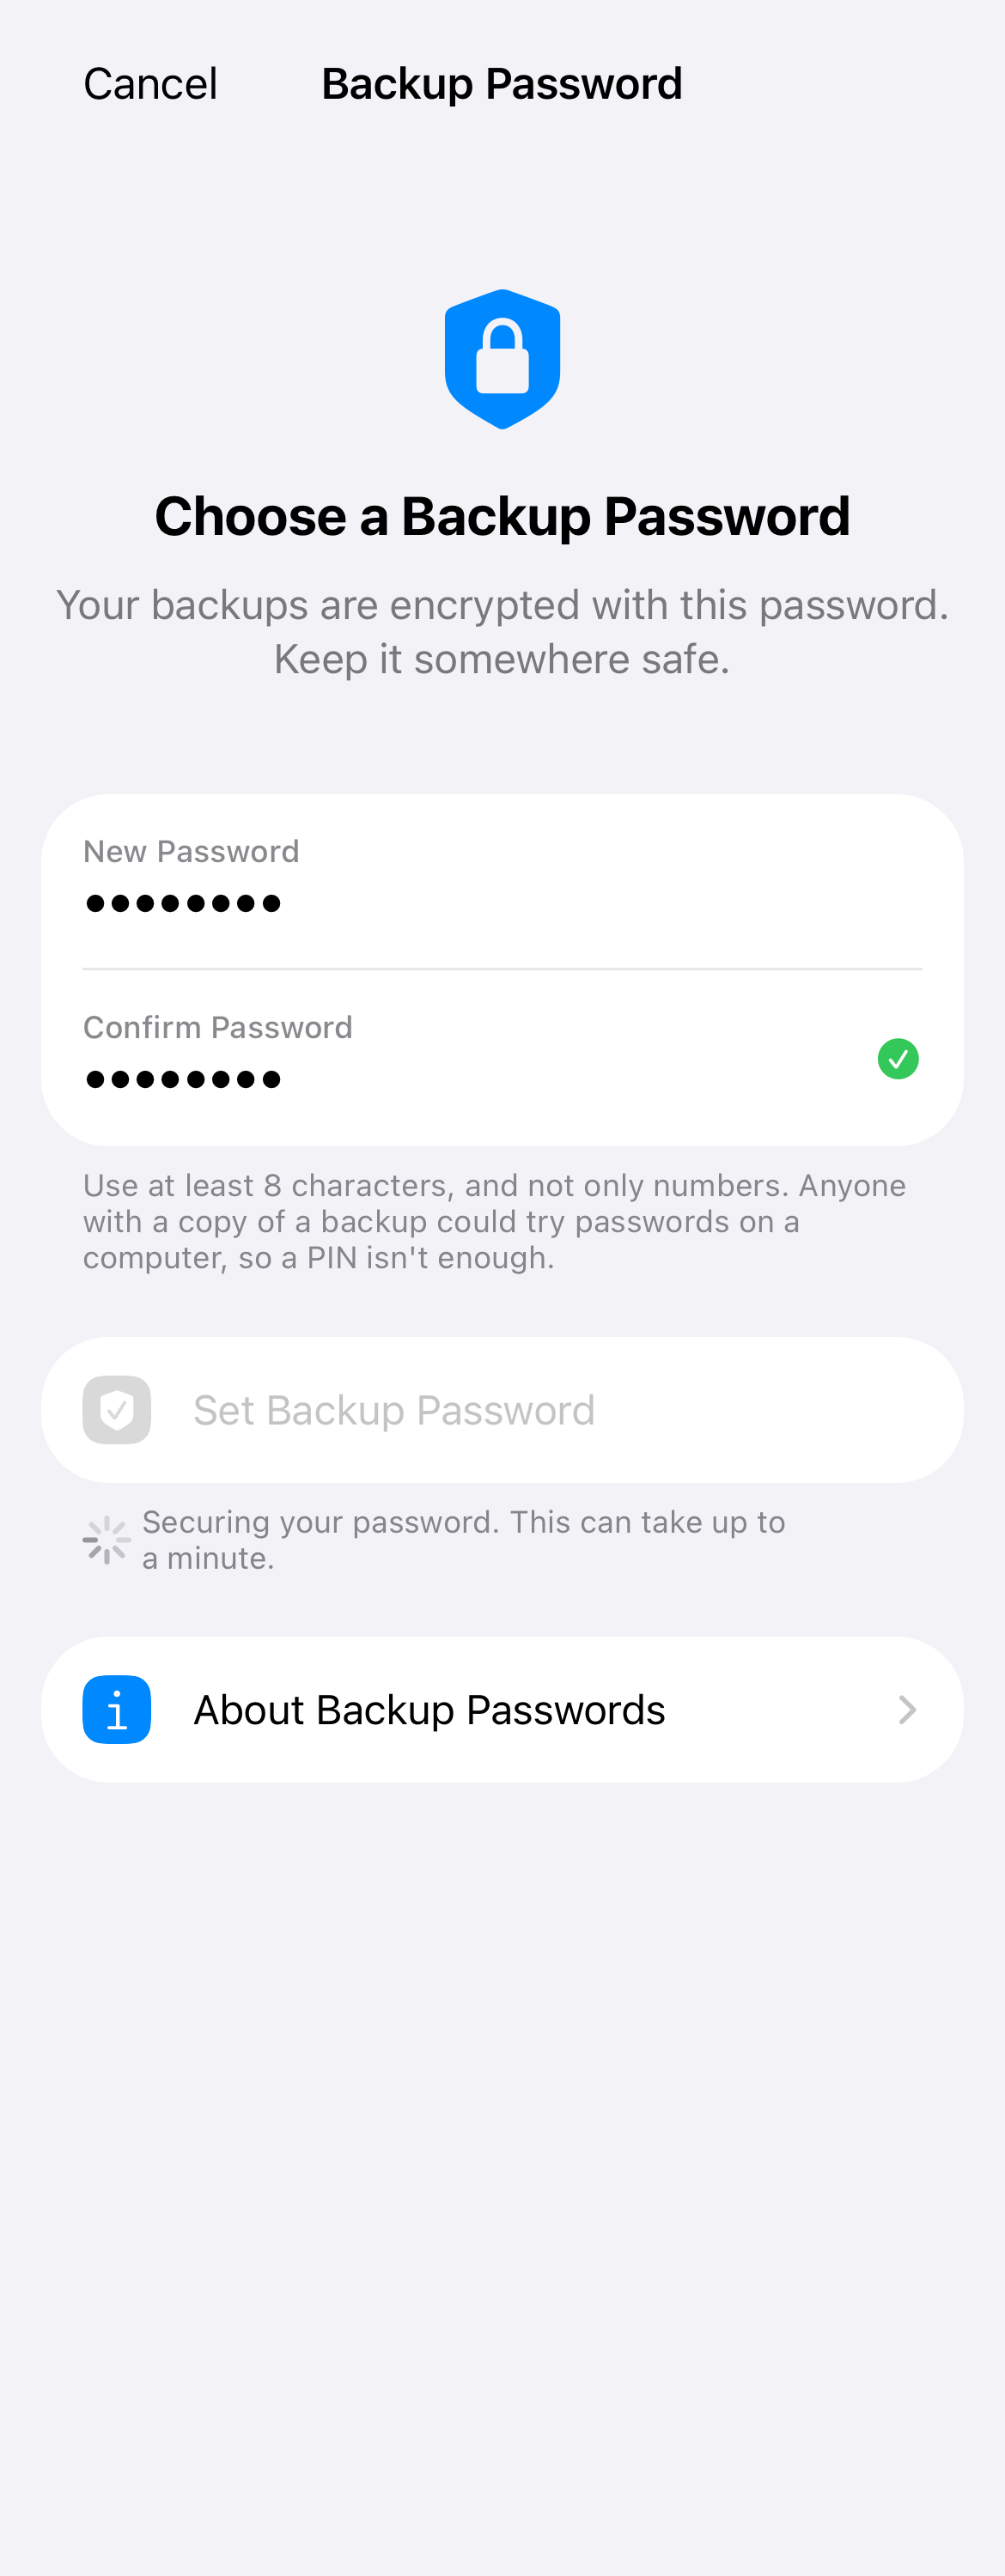 Cancel
Backup Password
Choose a Backup Password
Your backups are encrypted with this password.
Keep it somewhere safe.
New Password
••••••••
Confirm Password
••••••••
Use at least 8 characters, and not only numbers. Anyone
with a copy of a backup could try passwords on a
computer, so a PIN isn't enough.
Set Backup Password
Securing your password. This can take up to
a minute.
About Backup Passwords